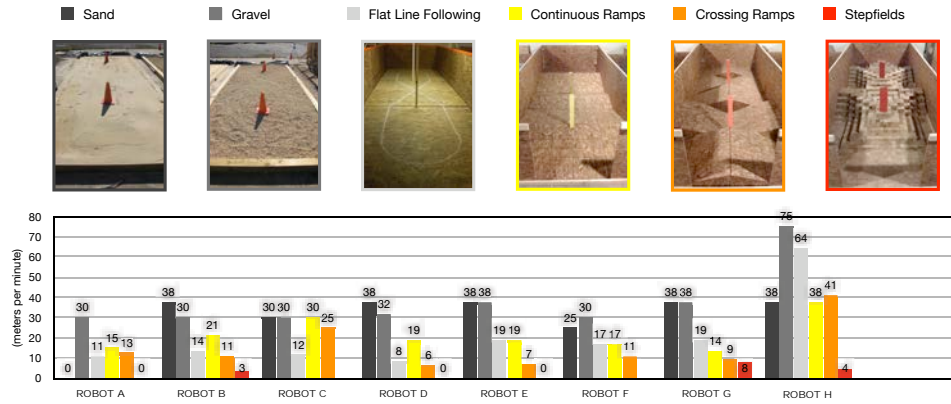 Sand Gravel Flat Line Following Continuous Ramps Crossing Ramps Stepfields
(meters per minute)
80
70
60
50
40
30
20
10
0
0 30 11 15 13 0
38 30 14 21 11 3
30 30 12 30 25
38 32 8 19 6 0
38 38 19 19 7 0
25 30 17 17 11
38 38 19 14 9 8
38 75 64 38 41 4
ROBOT A ROBOT B ROBOT C ROBOT D ROBOT E ROBOT F ROBOT G ROBOT H